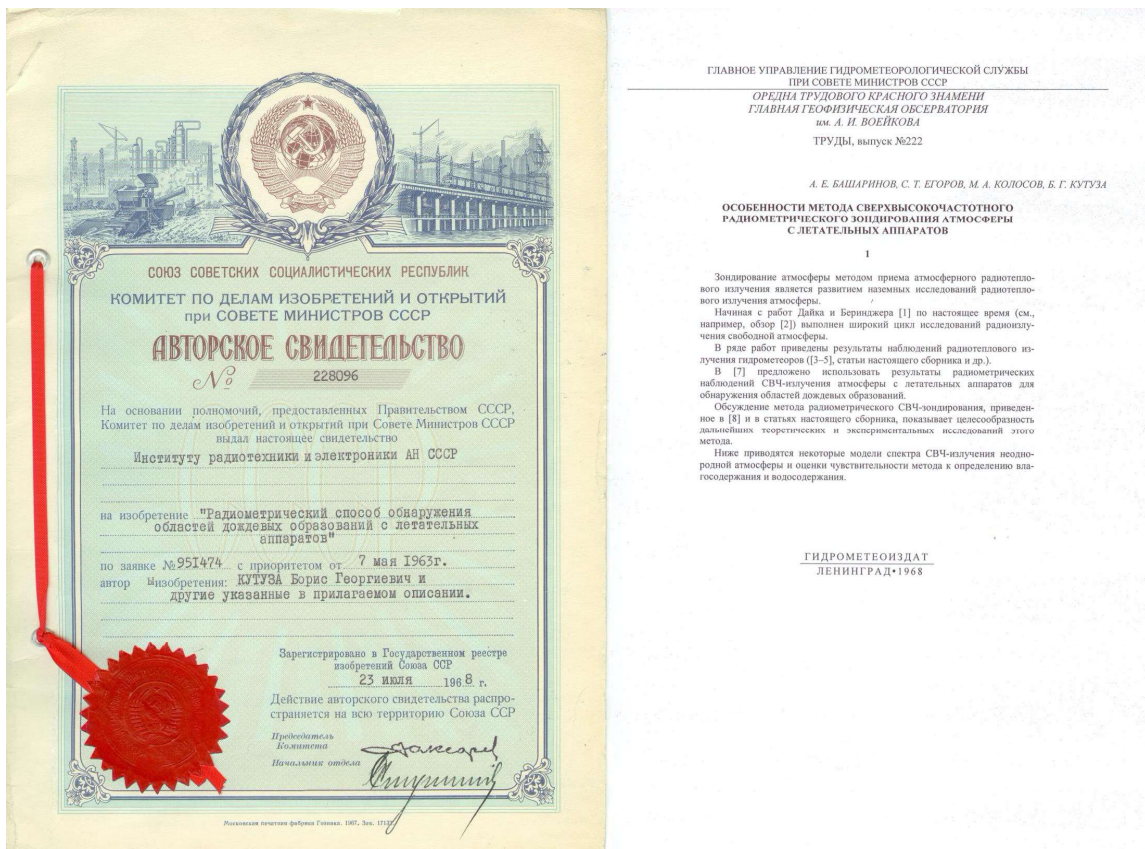 СОЮЗ СОВЕТСКИХ СОЦИАЛИСТИЧЕСКИХ РЕСПУБЛИК
КОМИТЕТ ПО ДЕЛАМ ИЗОБРЕТЕНИЙ И ОТКРЫТИЙ
при СОВЕТЕ МИНИСТРОВ СССР
АВТОРСКОЕ СВИДЕТЕЛЬСТВО
№ 228096
На основании полномочий, предоставленных Правительством СССР,
Комитет по делам изобретений и открытий при Совете Министров СССР
выдал настоящее свидетельство
Институту радиотехники и электроники АН СССР
на изобретение "Радиометрический способ обнаружения
областей дождевых образований с летательных
аппаратов"
по заявке № 951474 с приоритетом от 7 мая 1963г.
автор ы изобретения: КУТУЗА Борис Георгиевич и
другие указанные в прилагаемом описании.
Зарегистрировано в Государственном реестре
изобретений Союза ССР
23 июля 1968 г.
Действие авторского свидетельства распро-
страняется на всю территорию Союза ССР
Председатель
Комитета
Начальник отдела
Московская печатная фабрика Гознака. 1967. Зак.
ГЛАВНОЕ УПРАВЛЕНИЕ ГИДРОМЕТЕОРОЛОГИЧЕСКОЙ СЛУЖБЫ
ПРИ СОВЕТЕ МИНИСТРОВ СССР
ОРЕДНА ТРУДОВОГО КРАСНОГО ЗНАМЕНИ
ГЛАВНАЯ ГЕОФИЗИЧЕСКАЯ ОБСЕРВАТОРИЯ
им. А. И. ВОЕЙКОВА
ТРУДЫ, выпуск №222
А. Е. БАШАРИНОВ, С. Т. ЕГОРОВ, М. А. КОЛОСОВ, Б. Г. КУТУЗА
ОСОБЕННОСТИ МЕТОДА СВЕРХВЫСОКОЧАСТОТНОГО
РАДИОМЕТРИЧЕСКОГО ЗОНДИРОВАНИЯ АТМОСФЕРЫ
С ЛЕТАТЕЛЬНЫХ АППАРАТОВ
1
Зондирование атмосферы методом приема атмосферного радиотепло-
вого излучения является развитием наземных исследований радиотепло-
вого излучения атмосферы.
Начиная с работ Дайка и Беринджера [1] по настоящее время (см.,
например, обзор [2]) выполнен широкий цикл исследований радиоизлу-
чения свободной атмосферы.
В ряде работ приведены результаты наблюдений радиотеплового из-
лучения гидрометеоров ([3–5], статьи настоящего сборника и др.).
В [7] предложено использовать результаты радиометрических
наблюдений СВЧ-излучения атмосферы с летательных аппаратов для
обнаружения областей дождевых образований.
Обсуждение метода радиометрического СВЧ-зондирования, приведен-
ное в [8] и в статьях настоящего сборника, показывает целесообразность
дальнейших теоретических и экспериментальных исследований этого
метода.
Ниже приводятся некоторые модели спектра СВЧ-излучения неодно-
родной атмосферы и оценки чувствительности метода к определению вла-
госодержания и водосодержания.
ГИДРОМЕТЕОИЗДАТ
ЛЕНИНГРАД•1968